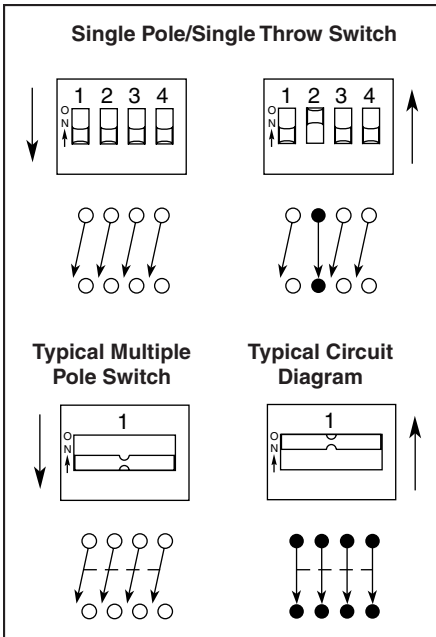 Single Pole/Single Throw Switch
1 2 3 4
ON
1 2 3 4
ON
Typical Multiple
Pole Switch
1
ON
Typical Circuit
Diagram
1
ON